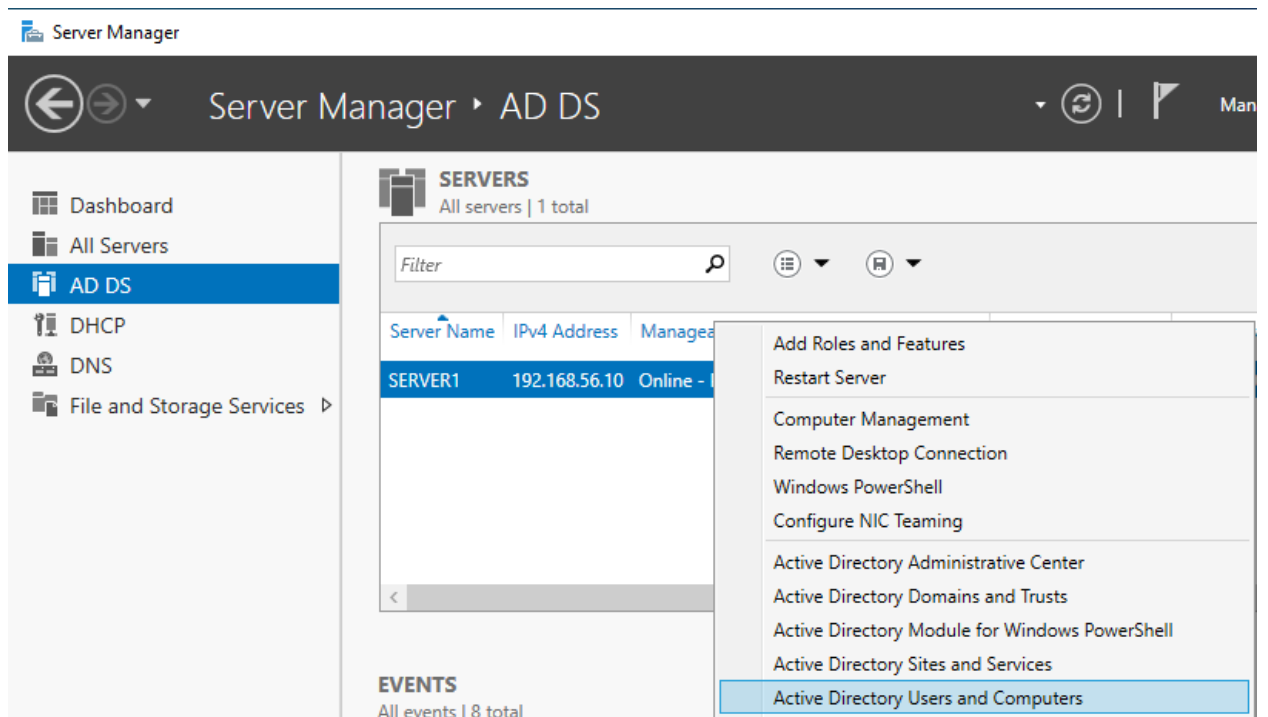 Server Manager
Server Manager ‣ AD DS
Man
Dashboard
All Servers
AD DS
DHCP
DNS
File and Storage Services
SERVERS
All servers | 1 total
Filter
Server Name IPv4 Address Managea
SERVER1 192.168.56.10 Online -
Add Roles and Features
Restart Server
Computer Management
Remote Desktop Connection
Windows PowerShell
Configure NIC Teaming
Active Directory Administrative Center
Active Directory Domains and Trusts
Active Directory Module for Windows PowerShell
Active Directory Sites and Services
Active Directory Users and Computers
EVENTS
All events | 8 total